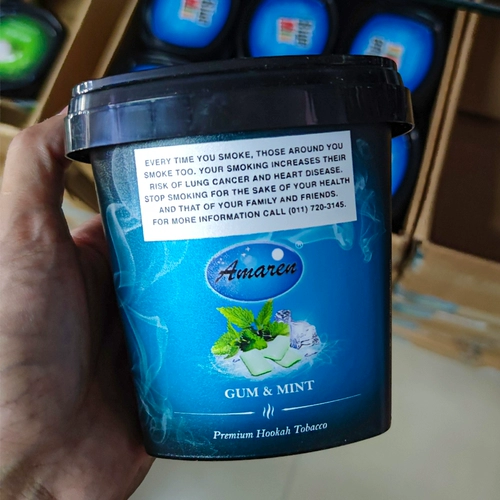 EVERY TIME YOU SMOKE, THOSE AROUND YOU
SMOKE TOO. YOUR SMOKING INCREASES THEIR
RISK OF LUNG CANCER AND HEART DISEASE.
STOP SMOKING FOR THE SAKE OF YOUR HEALTH
AND THAT OF YOUR FAMILY AND FRIENDS.
FOR MORE INFORMATION CALL (011) 720-3145.
Amaren ®
GUM & MINT
Premium Hookah Tobacco